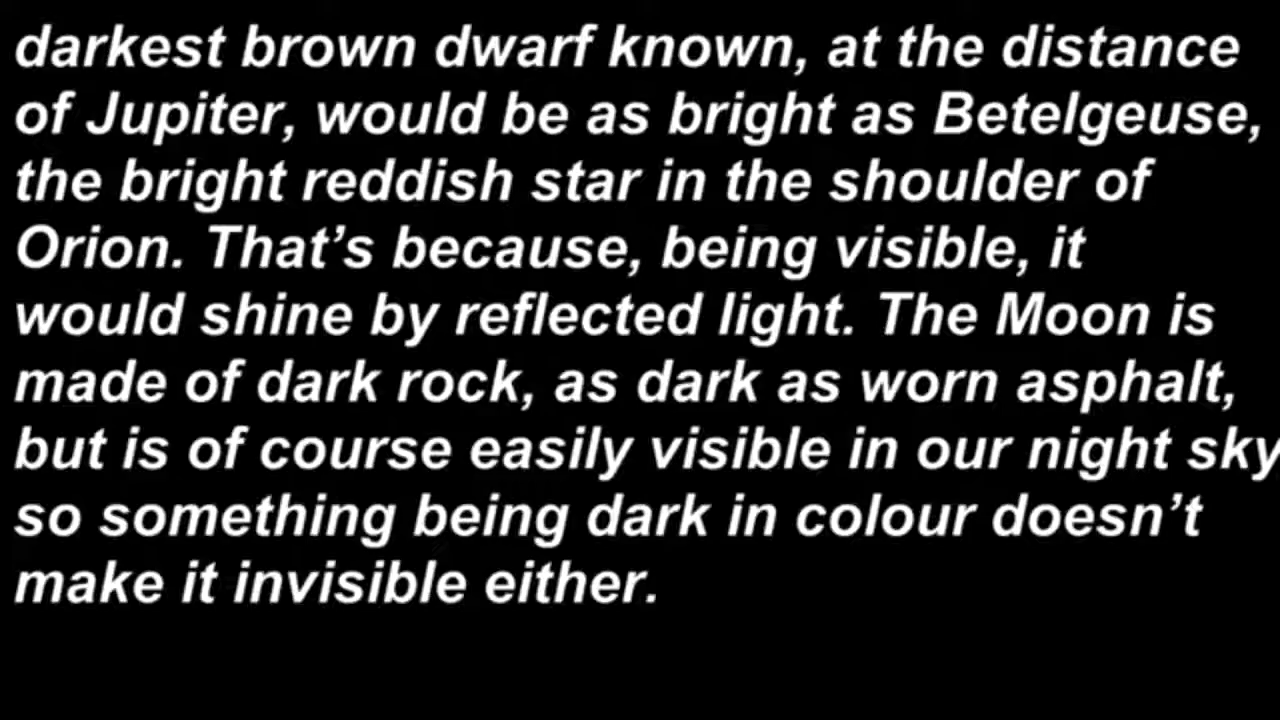 darkest brown dwarf known, at the distance
of Jupiter, would be as bright as Betelgeuse,
the bright reddish star in the shoulder of
Orion. That’s because, being visible, it
would shine by reflected light. The Moon is
made of dark rock, as dark as worn asphalt,
but is of course easily visible in our night sky
so something being dark in colour doesn’t
make it invisible either.